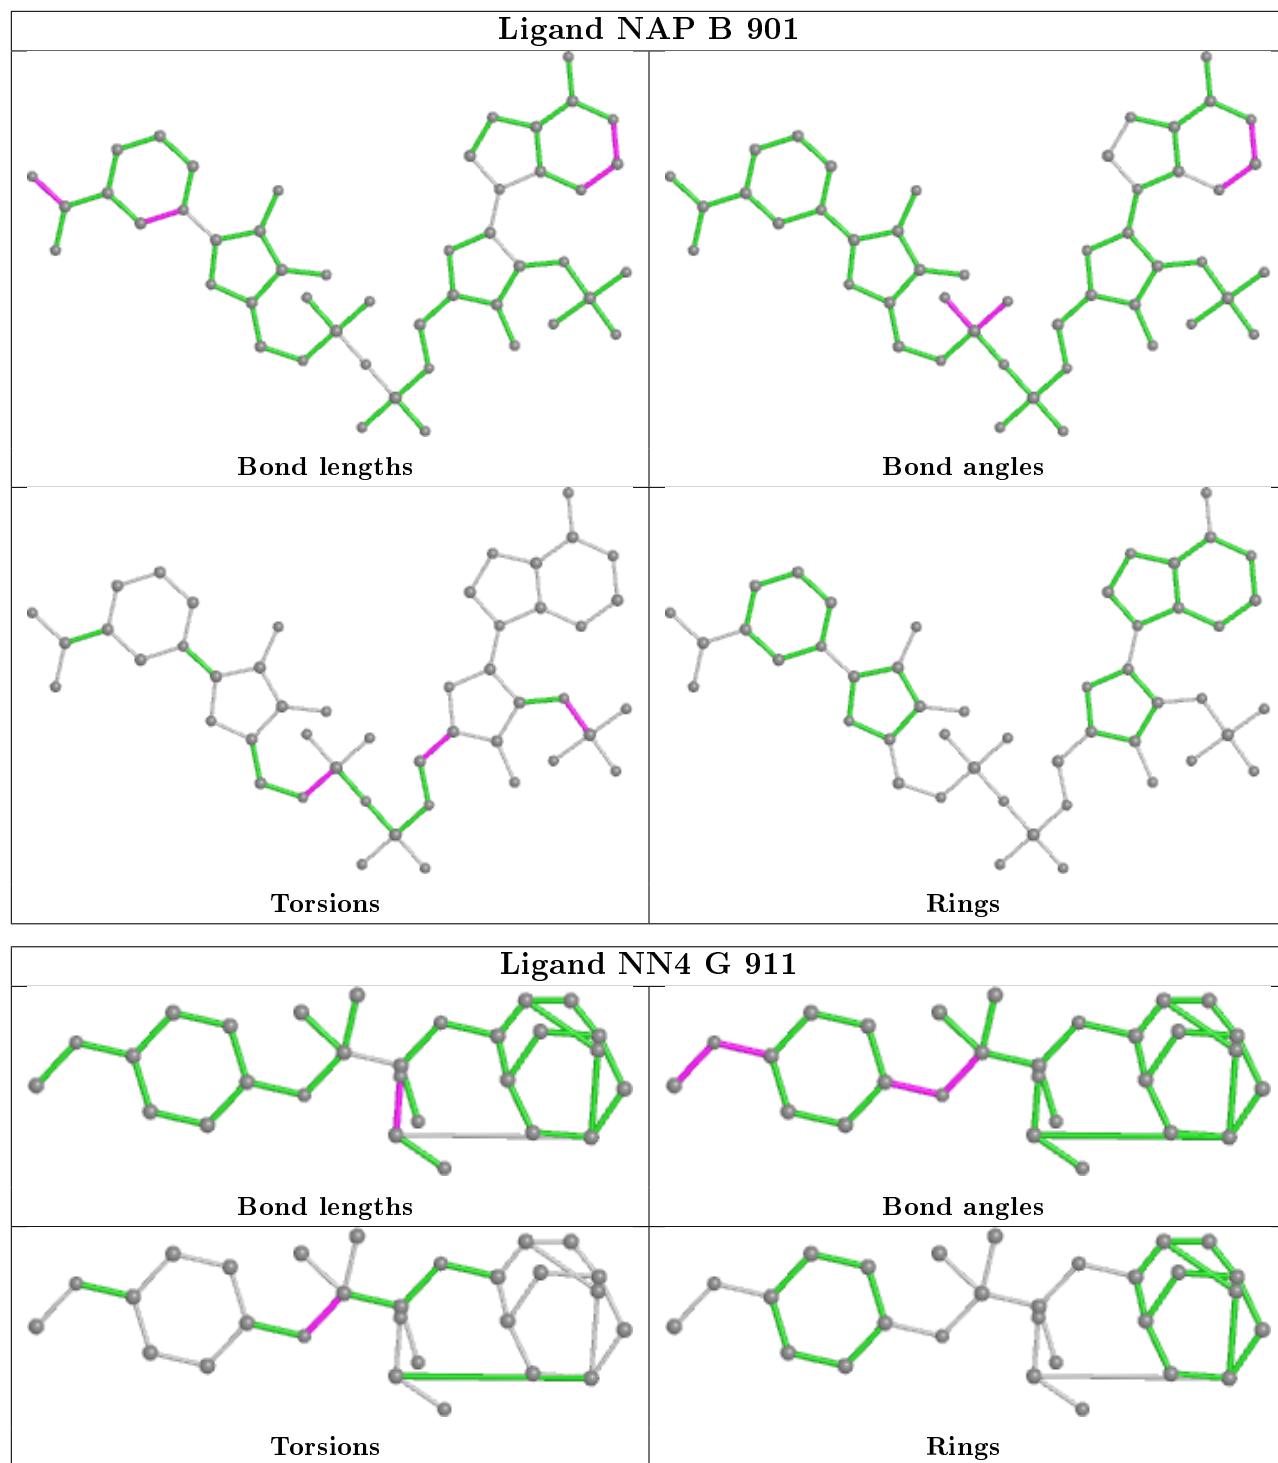 Ligand NAP B 901
Bond lengths
Bond angles
Torsions
Rings
Ligand NN4 G 911
Bond lengths
Bond angles
Torsions
Rings